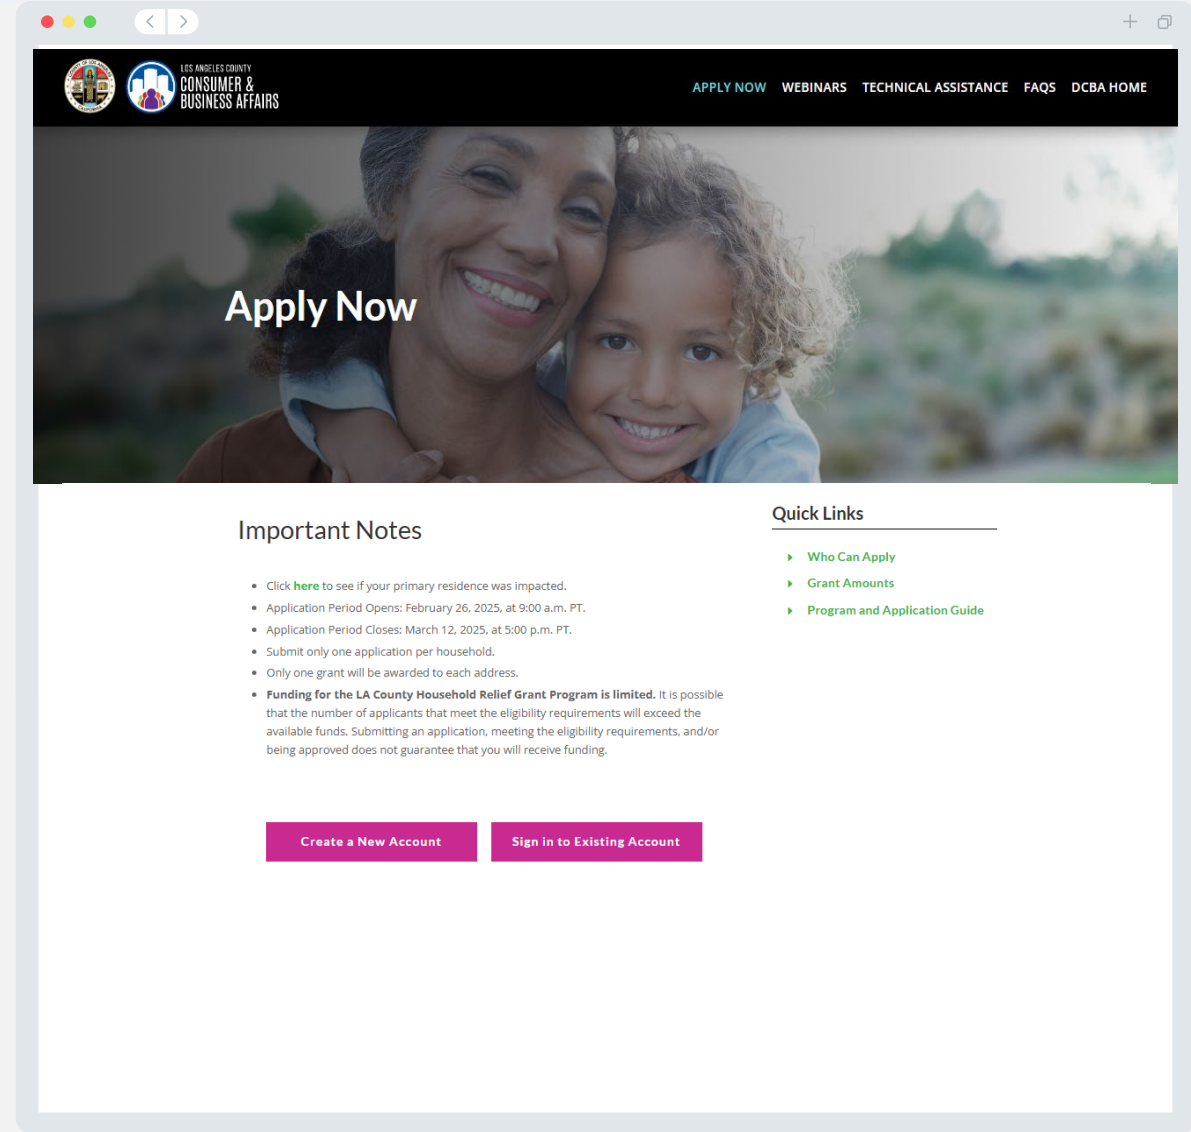 LOS ANGELES COUNTY
CONSUMER &
BUSINESS AFFAIRS
APPLY NOW WEBINARS TECHNICAL ASSISTANCE FAQS DCBA HOME
Apply Now
Important Notes
Click here to see if your primary residence was impacted.
Application Period Opens: February 26, 2025, at 9:00 a.m. PT.
Application Period Closes: March 12, 2025, at 5:00 p.m. PT.
Submit only one application per household.
Only one grant will be awarded to each address.
Funding for the LA County Household Relief Grant Program is limited. It is possible
that the number of applicants that meet the eligibility requirements will exceed the
available funds. Submitting an application, meeting the eligibility requirements, and/or
being approved does not guarantee that you will receive funding.
Create a New Account
Sign in to Existing Account
Quick Links
Who Can Apply
Grant Amounts
Program and Application Guide